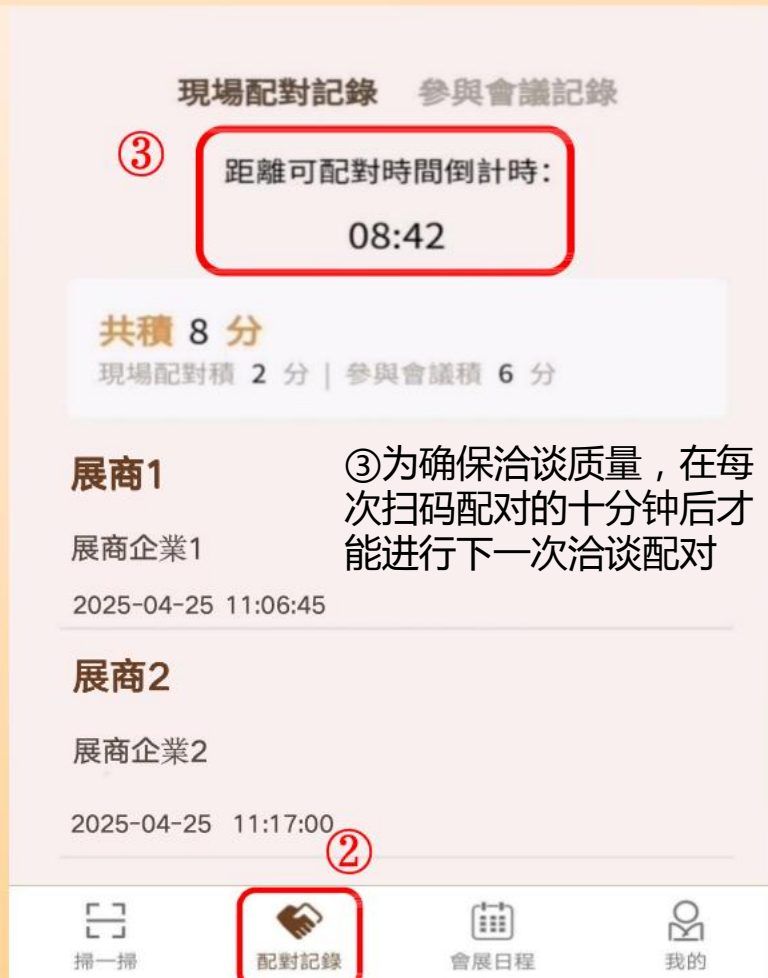 現場配對記錄 參與會議記錄
③
距離可配對時間倒計時：
08:42
共積 8 分
現場配對積 2 分 | 參與會議積 6 分
展商1
展商企業1
2025-04-25 11:06:45
③为确保洽谈质量，在每
次扫码配对的十分钟后才
能进行下一次洽谈配对
展商2
展商企業2
2025-04-25 11:17:00
②
掃一掃 配對記錄 會展日程 我的